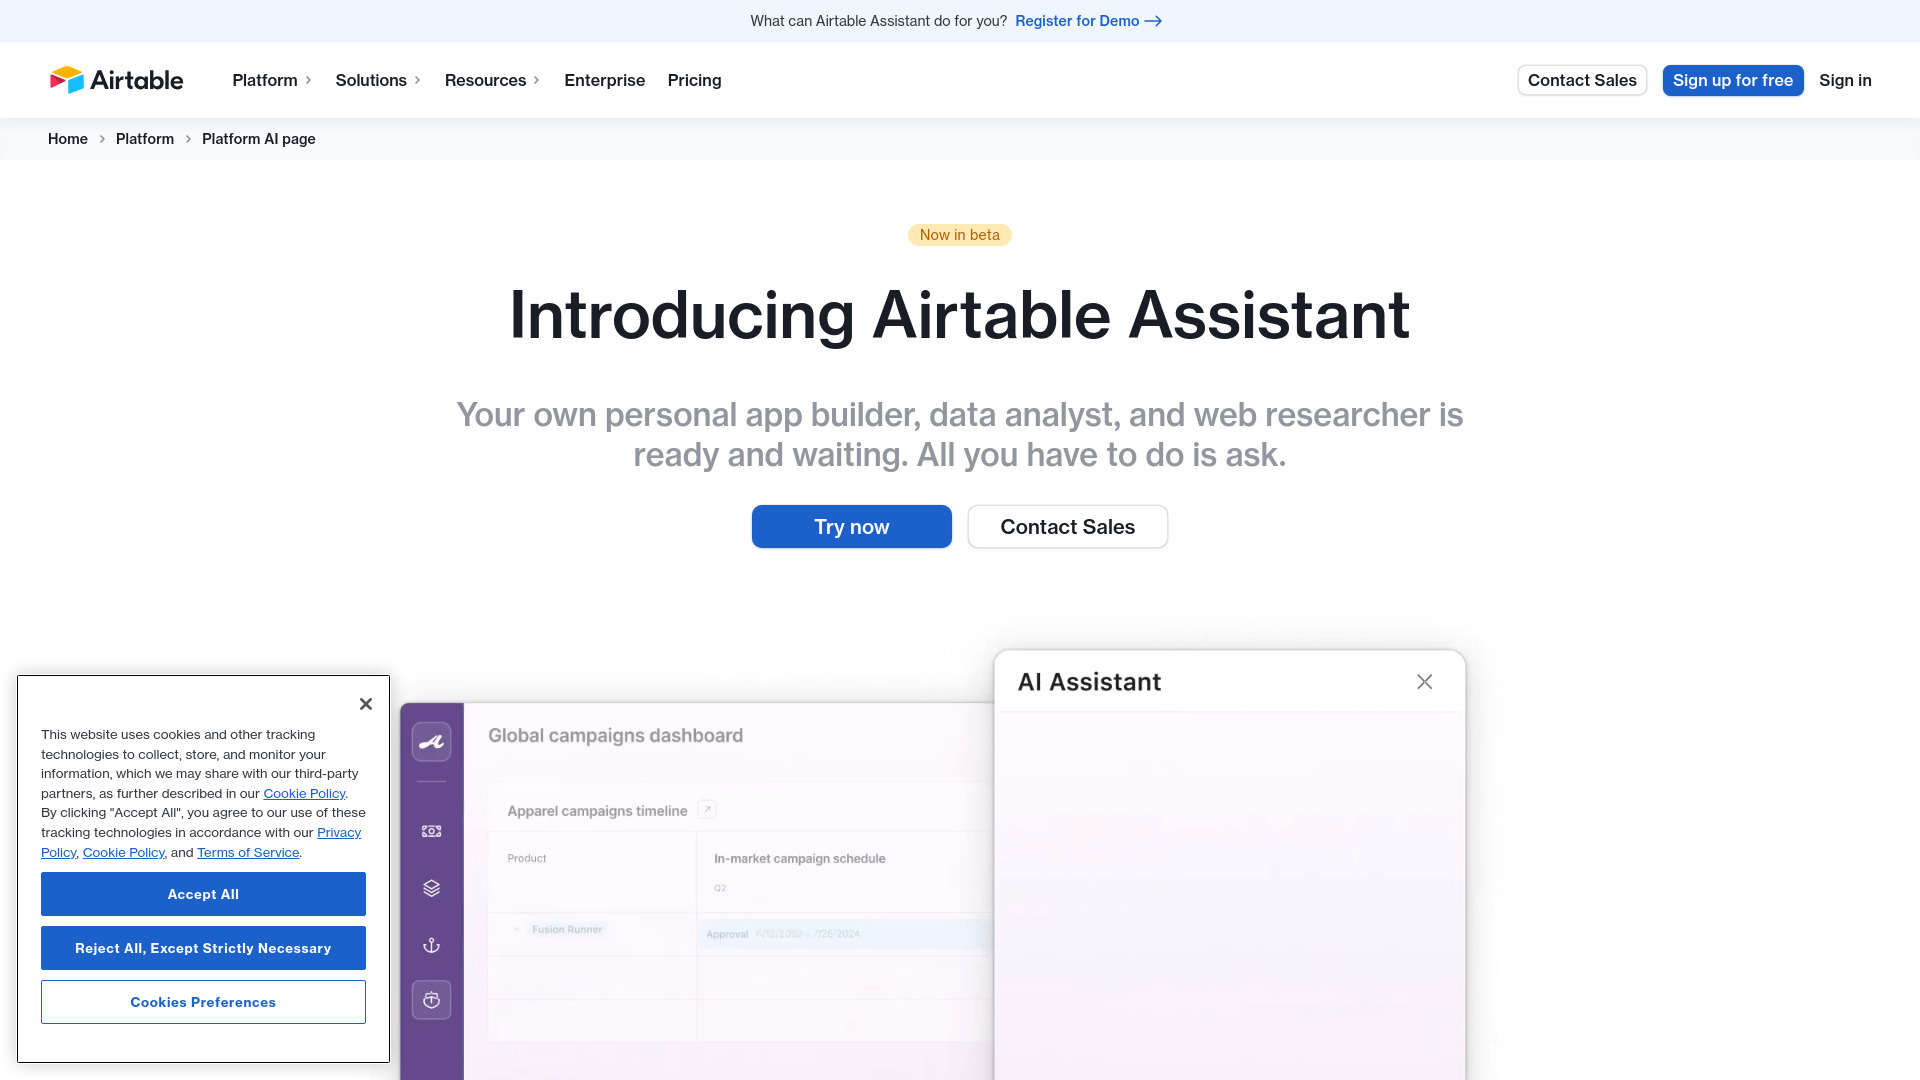 What can Airtable Assistant do for you? Register for Demo
Airtable
Platform
Solutions
Resources
Enterprise
Pricing
Contact Sales
Sign up for free
Sign in
Home
Platform
Platform AI page
Now in beta
Introducing Airtable Assistant
Your own personal app builder, data analyst, and web researcher is
ready and waiting. All you have to do is ask.
Try now
Contact Sales
AI Assistant
Global campaigns dashboard
Apparel campaigns timeline
Product
In-market campaign schedule
Q2
Fusion Runner
Approval
This website uses cookies and other tracking
technologies to collect, store, and monitor your
information, which we may share with our third-party
partners, as further described in our Cookie Policy.
By clicking "Accept All", you agree to our use of these
tracking technologies in accordance with our Privacy
Policy, Cookie Policy, and Terms of Service.
Accept All
Reject All, Except Strictly Necessary
Cookies Preferences